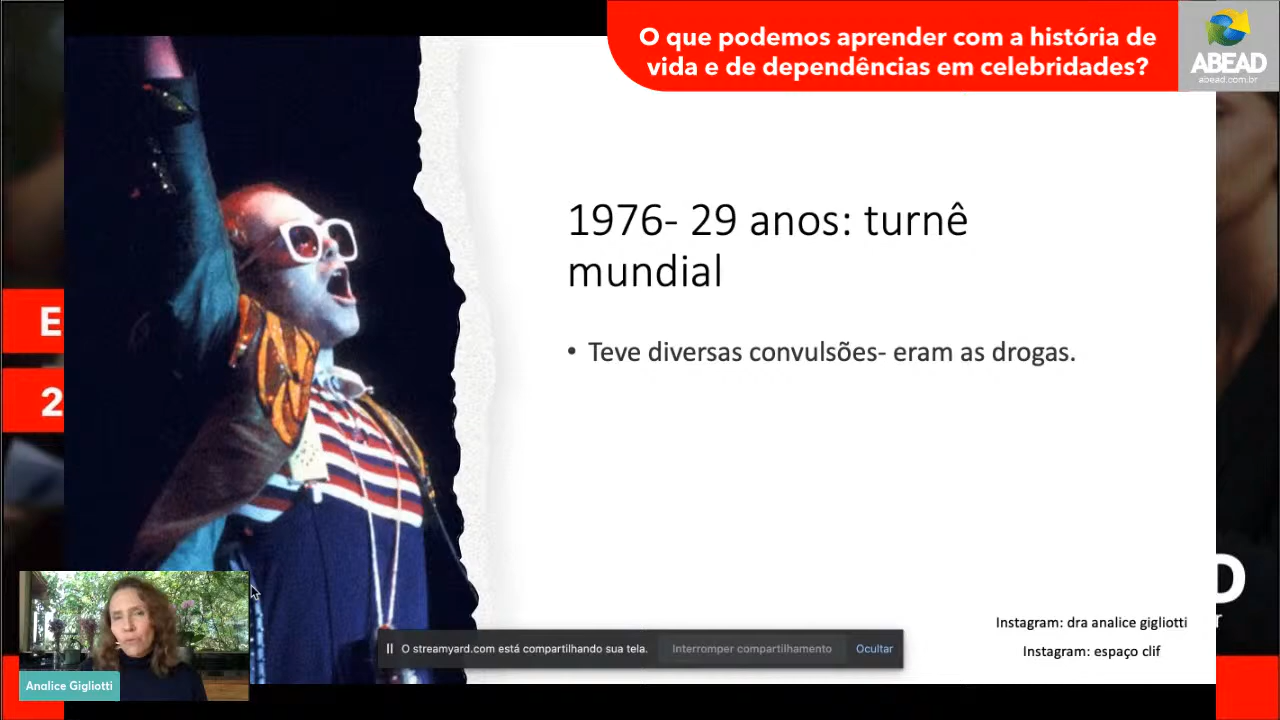 O que podemos aprender com a história de
vida e de dependências em celebridades?
ABEAD
abead.com.br
1976- 29 anos: turnê
mundial
• Teve diversas convulsões- eram as drogas.
E
2
D
Instagram: dra analice gigliotti
Instagram: espaço clif
O streamyard.com está compartilhando sua tela.
Interromper compartilhamento
Ocultar
Analice Gigliotti